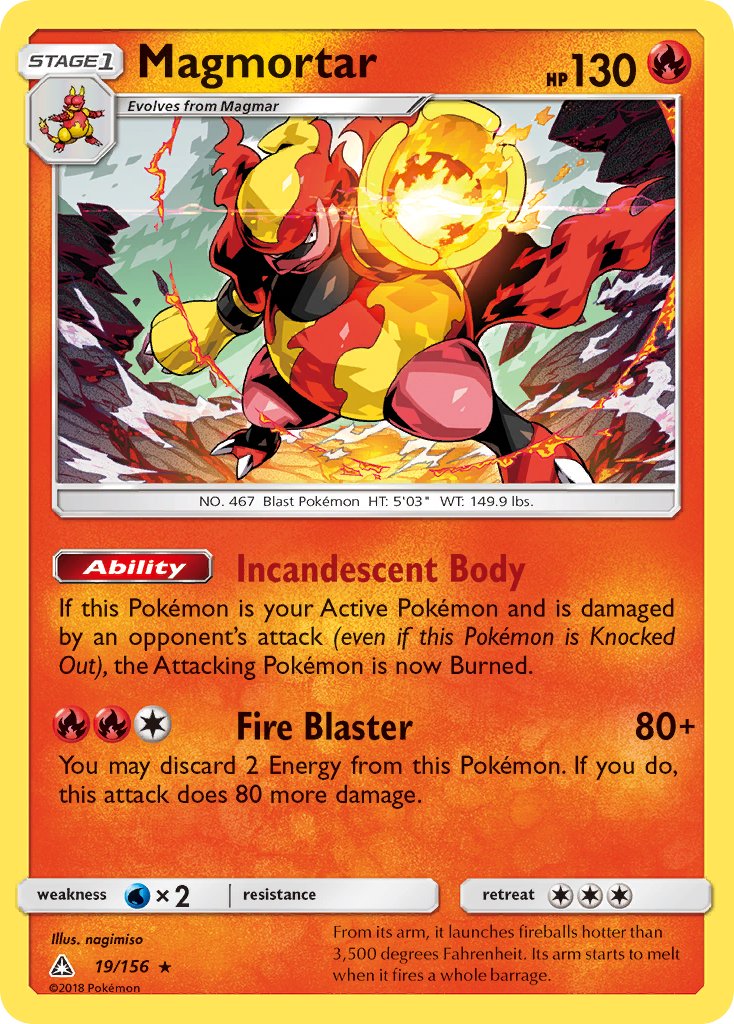 STAGE1
Magmortar
HP 130
Evolves from Magmar
NO. 467 Blast Pokémon HT: 5'03" WT: 149.9 lbs.
Ability Incandescent Body
If this Pokémon is your Active Pokémon and is damaged
by an opponent's attack (even if this Pokémon is Knocked
Out), the Attacking Pokémon is now Burned.
Fire Blaster 80+
You may discard 2 Energy from this Pokémon. If you do,
this attack does 80 more damage.
weakness ×2 resistance retreat
Illus. nagimiso
19/156 ★
©2018 Pokémon
From its arm, it launches fireballs hotter than
3,500 degrees Fahrenheit. Its arm starts to melt
when it fires a whole barrage.